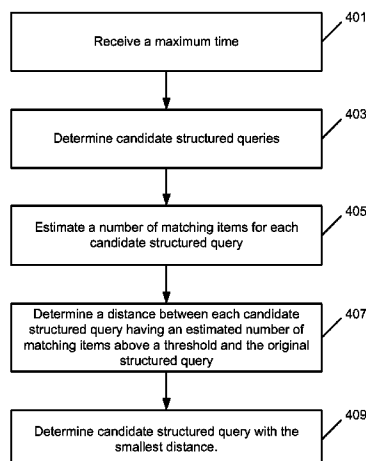 401
Receive a maximum time
403
Determine candidate structured queries
405
Estimate a number of matching items for each
candidate structured query
407
Determine a distance between each candidate
structured query having an estimated number of
matching items above a threshold and the original
structured query
409
Determine candidate structured query with the
smallest distance.